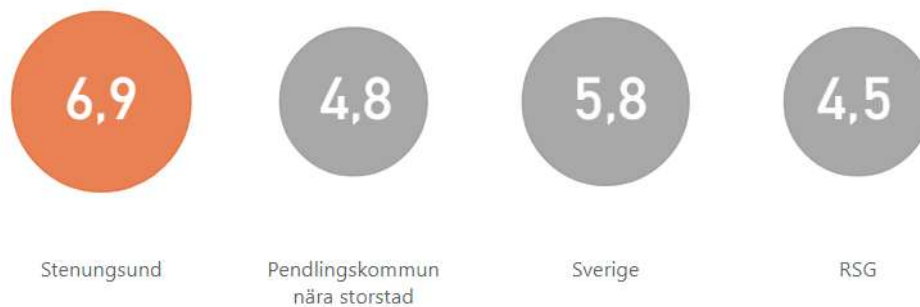 6,9
4,8
5,8
4,5
Stenungsund
Pendlingskommun
nära storstad
Sverige
RSG